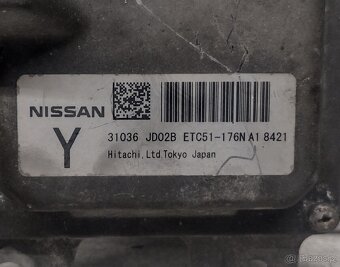 NISSAN
Y
31036 JD02B ETC51-176N A1 8421
Hitachi.Ltd.Tokyo Japan